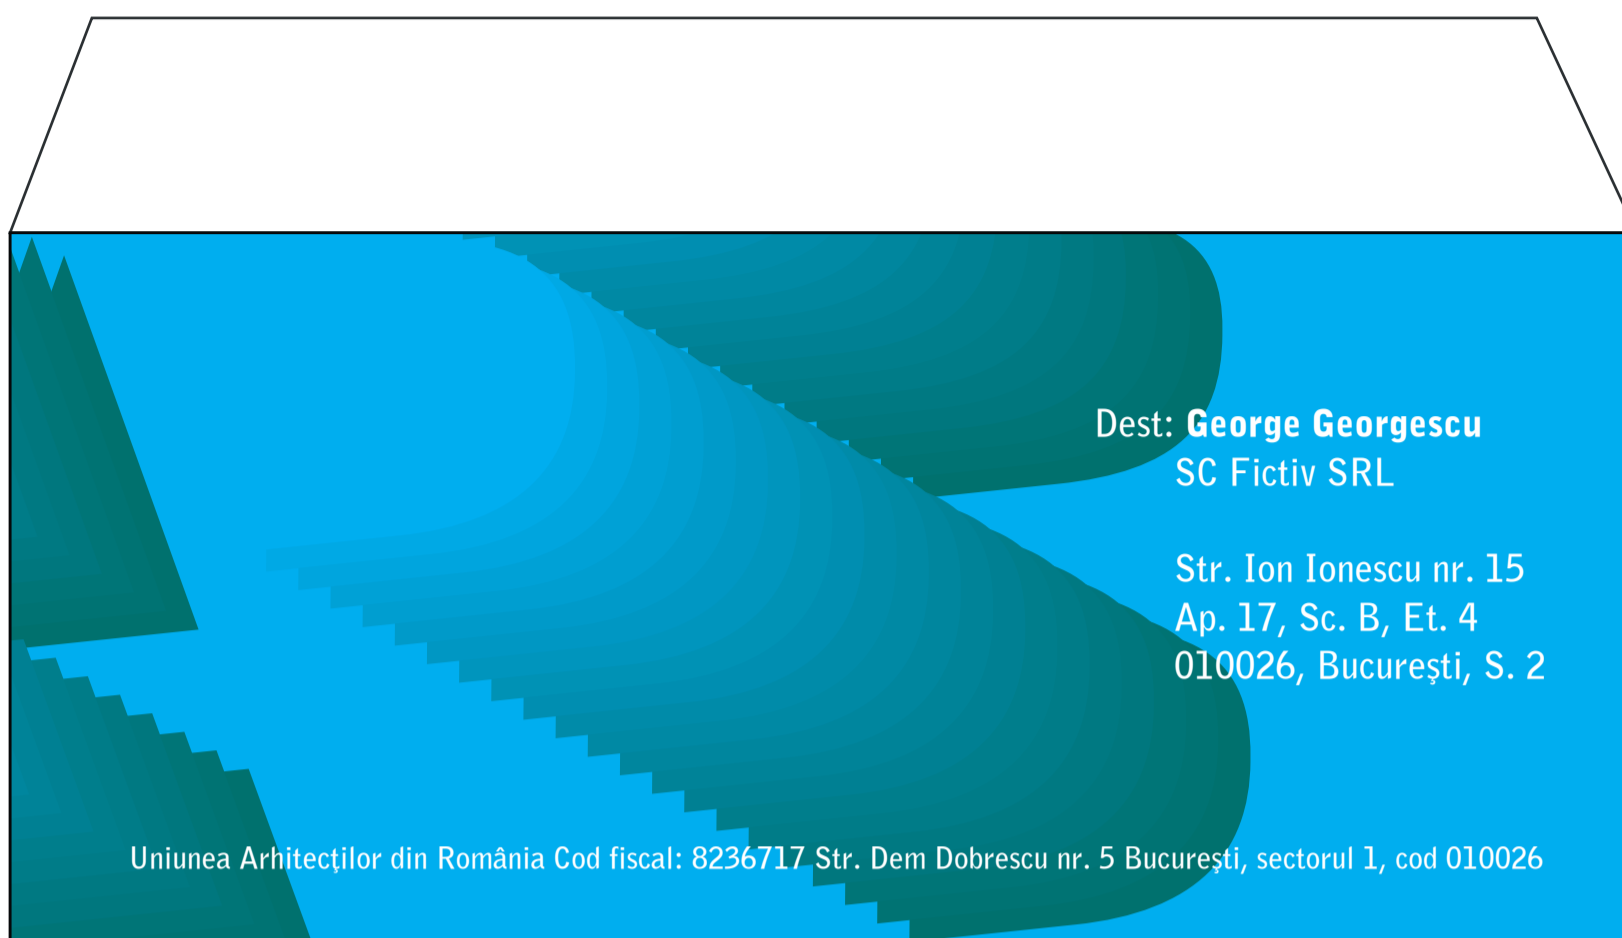 Dest: George Georgescu
SC Fictiv SRL
Str. Ion Ionescu nr. 15
Ap. 17, Sc. B, Et. 4
010026, Bucureşti, S. 2
Uniunea Arhitecţilor din România Cod fiscal: 8236717 Str. Dem Dobrescu nr. 5 Bucureşti, sectorul 1, cod 010026